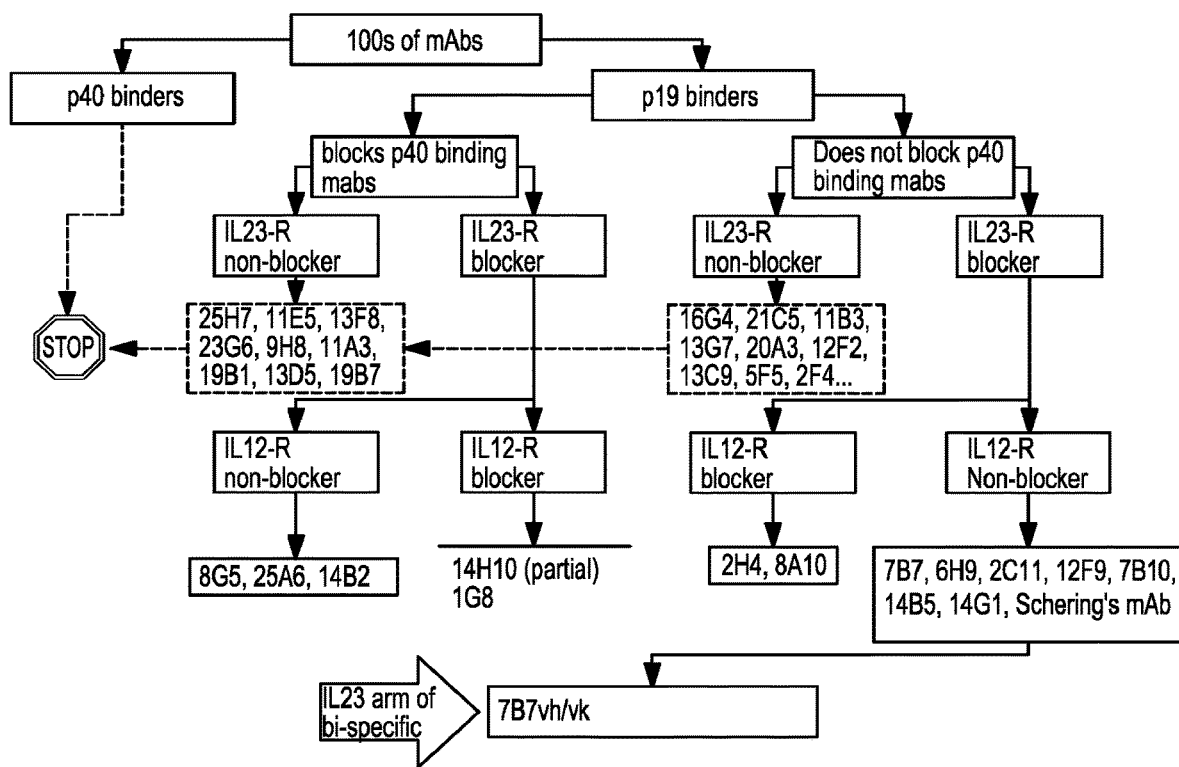 100s of mAbs
p40 binders
p19 binders
blocks p40 binding
mabs
Does not block p40
binding mabs
IL23-R
non-blocker
IL23-R
blocker
IL23-R
non-blocker
IL23-R
blocker
STOP
25H7, 11E5, 13F8,
23G6, 9H8, 11A3,
19B1, 13D5, 19B7
16G4, 21C5, 11B3,
13G7, 20A3, 12F2,
13C9, 5F5, 2F4...
IL12-R
non-blocker
IL12-R
blocker
IL12-R
blocker
IL12-R
Non-blocker
8G5, 25A6, 14B2
14H10 (partial)
1G8
2H4, 8A10
7B7, 6H9, 2C11, 12F9, 7B10,
14B5, 14G1, Schering's mAb
IL23 arm of
bi-specific
7B7vh/vk